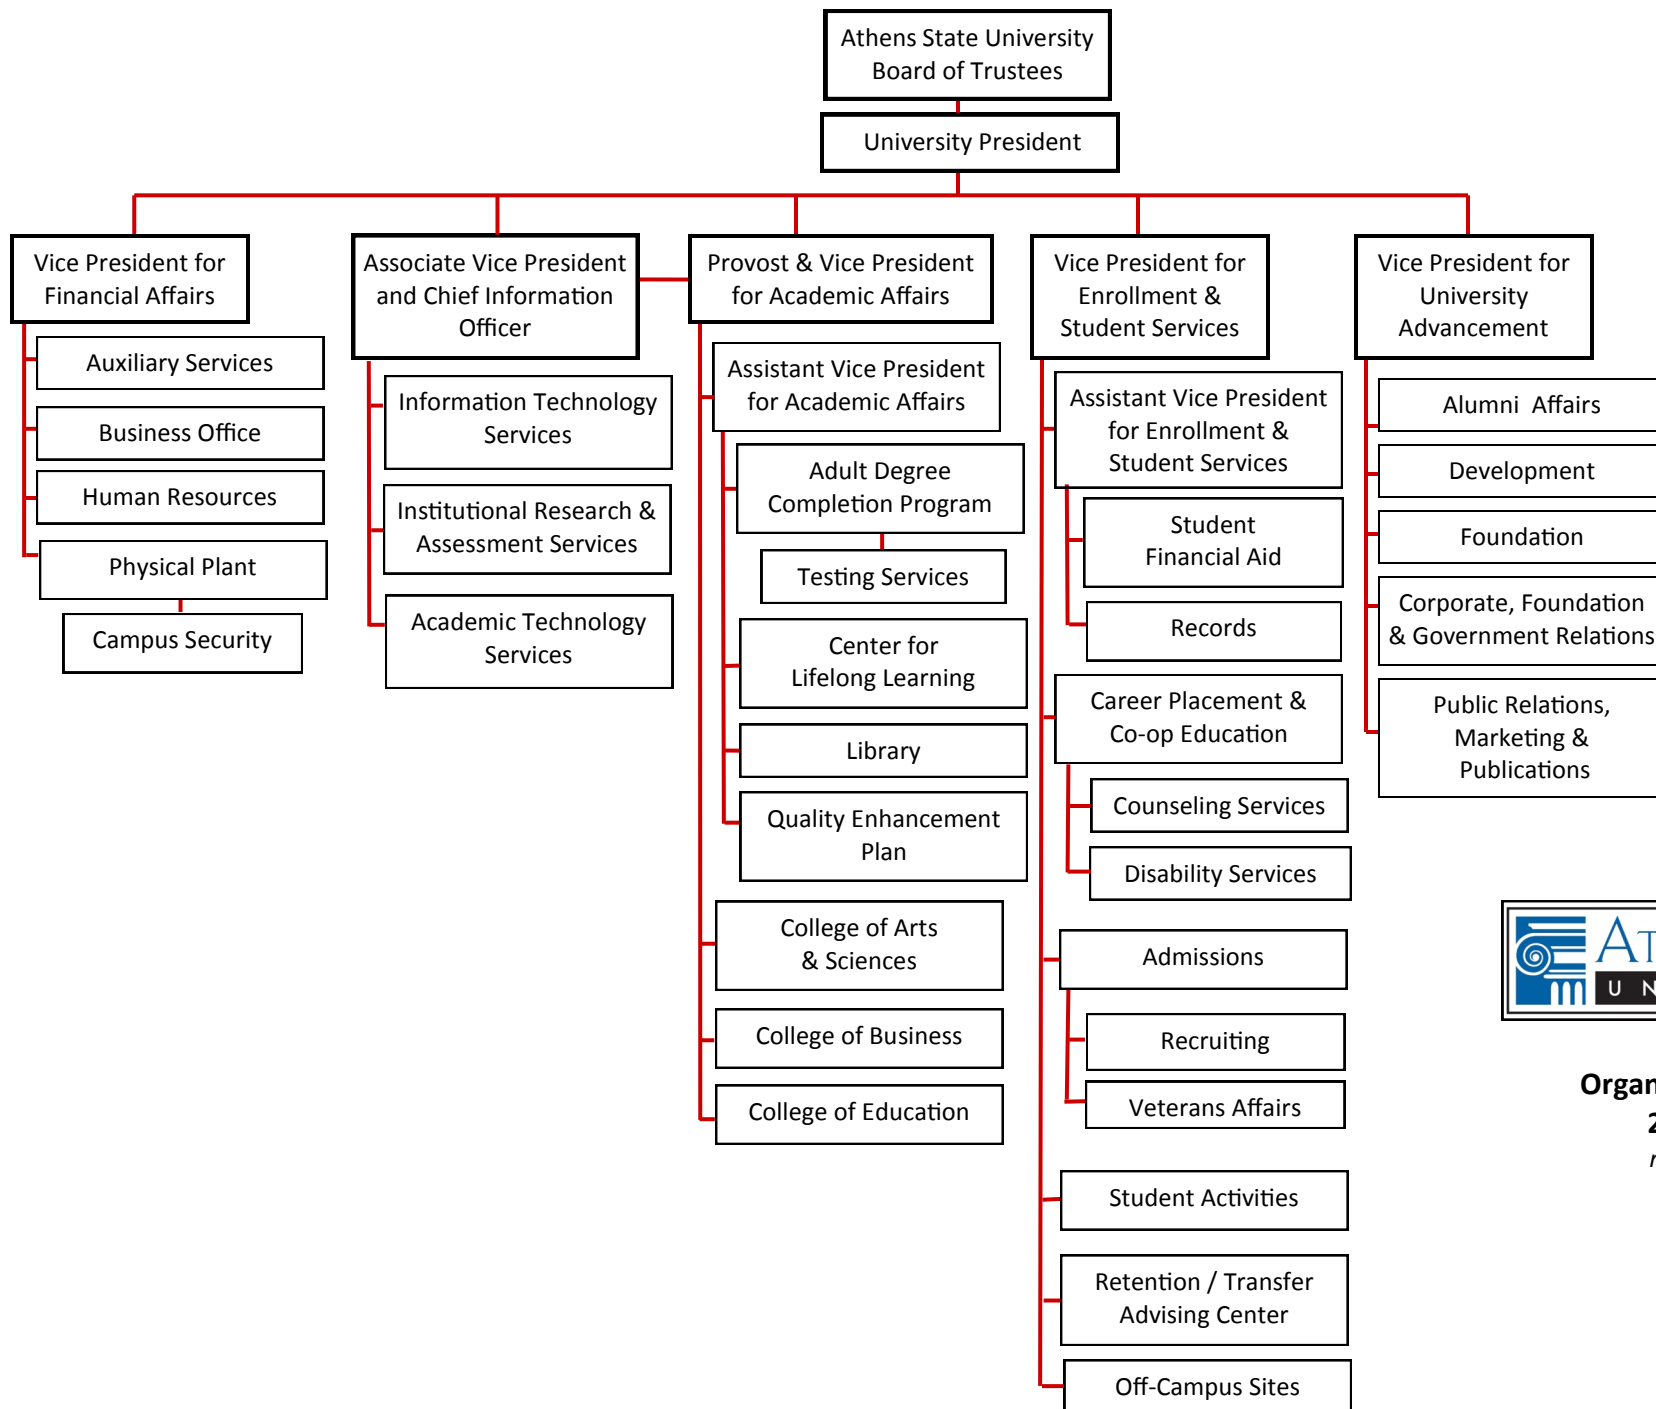 Athens State University
Board of Trustees
University President
Vice President for
Financial Affairs
Auxiliary Services
Business Office
Human Resources
Physical Plant
Campus Security
Associate Vice President
and Chief Information
Officer
Information Technology
Services
Institutional Research &
Assessment Services
Academic Technology
Services
Provost & Vice President
for Academic Affairs
Assistant Vice President
for Academic Affairs
Adult Degree
Completion Program
Testing Services
Center for
Lifelong Learning
Library
Quality Enhancement
Plan
College of Arts
& Sciences
College of Business
College of Education
Vice President for
Enrollment &
Student Services
Assistant Vice President
for Enrollment &
Student Services
Student
Financial Aid
Records
Career Placement &
Co-op Education
Counseling Services
Disability Services
Admissions
Recruiting
Veterans Affairs
Student Activities
Retention / Transfer
Advising Center
Off-Campus Sites
Vice President for
University
Advancement
Alumni Affairs
Development
Foundation
Corporate, Foundation
& Government Relations
Public Relations,
Marketing &
Publications